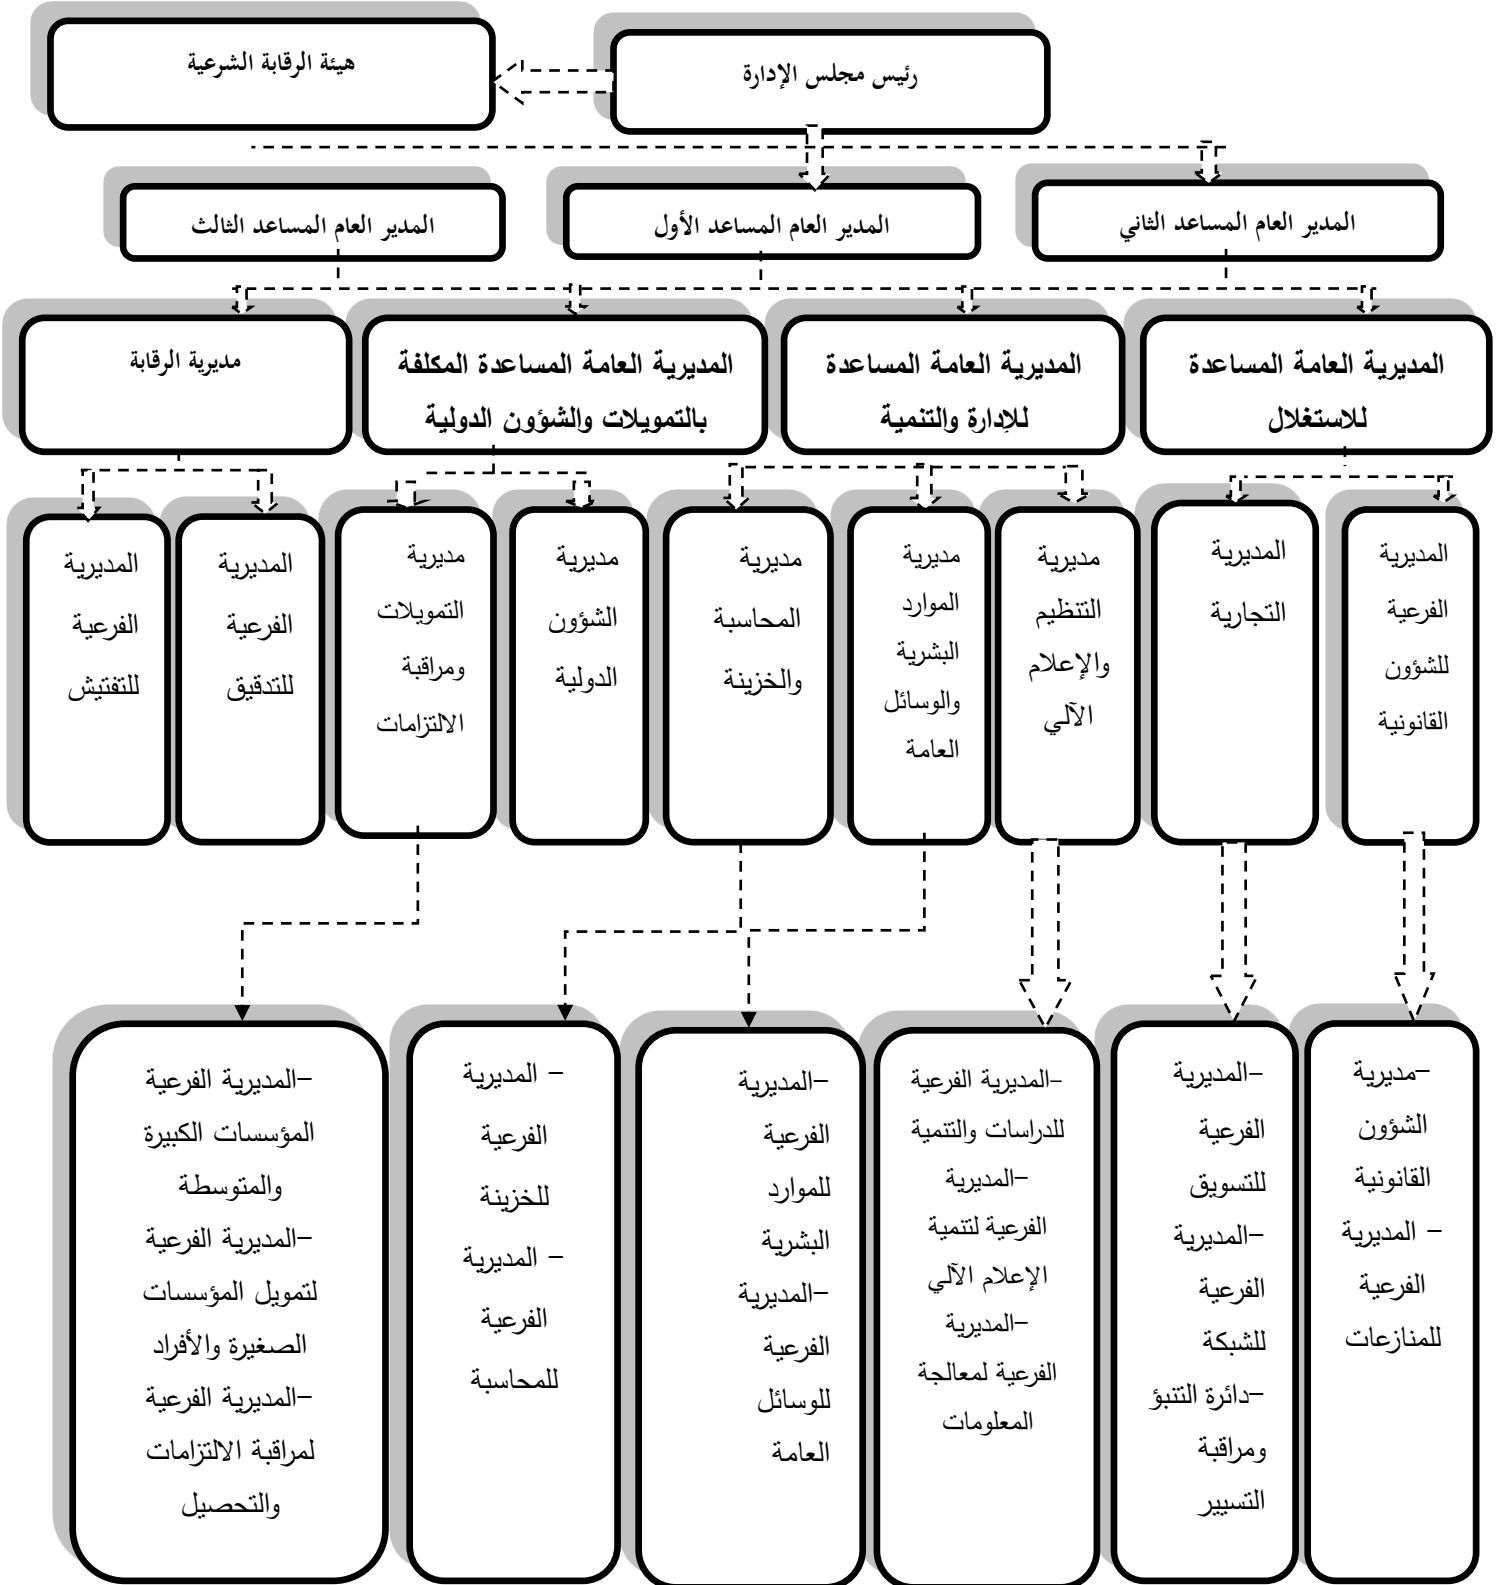 رئيس مجلس الإدارة
هيئة الرقابة الشرعية
المدير العام المساعد الثاني
المدير العام المساعد الأول
المدير العام المساعد الثالث
المديرية العامة المساعدة
للاستغلال
المديرية العامة المساعدة
للإدارة والتنمية
المديرية العامة المساعدة المكلفة
بالتمويلات والشؤون الدولية
مديرية الرقابة
المديرية
الفرعية
للشؤون
القانونية
المديرية
التجارية
مديرية
التنظيم
والإعلام
الآلي
مديرية
الموارد
البشرية
والوسائل
العامة
مديرية
المحاسبة
والخزينة
مديرية
الشؤون
الدولية
مديرية
التمويلات
ومراقبة
الالتزامات
المديرية
الفرعية
للتدقيق
المديرية
الفرعية
للتفتيش
-مديرية
الشؤون
القانونية
- المديرية
الفرعية
للمنازعات
-المديرية
الفرعية
للتسويق
-المديرية
الفرعية
للشبكة
-دائرة التنبؤ
ومراقبة
التسيير
-المديرية الفرعية
للدراسات والتنمية
-المديرية
الفرعية لتنمية
الإعلام الآلي
-المديرية
الفرعية لمعالجة
المعلومات
-المديرية
الفرعية
للموارد
البشرية
-المديرية
الفرعية
للوسائل
العامة
- المديرية
الفرعية
للخزينة
- المديرية
الفرعية
للمحاسبة
-المديرية الفرعية
المؤسسات الكبيرة
والمتوسطة
-المديرية الفرعية
لتمويل المؤسسات
الصغيرة والأفراد
-المديرية الفرعية
لمراقبة الالتزامات
والتحصيل